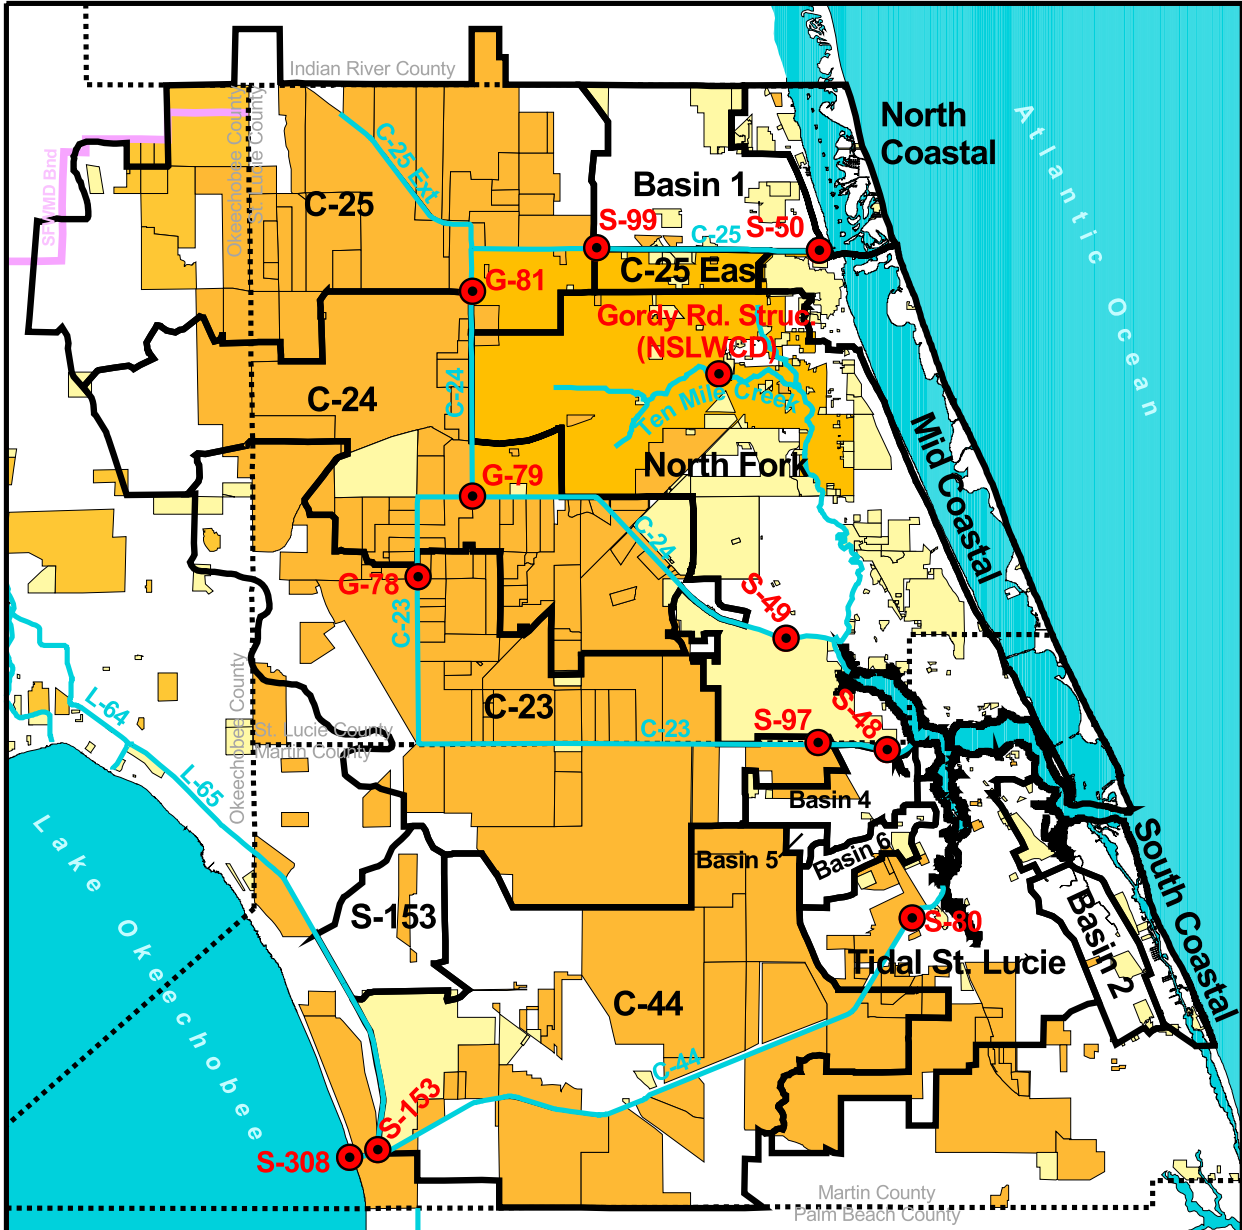 Indian River County
North
Coastal
Atlantic Ocean
Okeechobee County
St. Lucie County
SFWMD Bnd
C-25 Ext
C-25
Basin 1
S-99
S-50
C-25
C-25 East
G-81
Gordy Rd. Struc.
(NSLWCD)
C-24
C-24
Ten Mile Creek
Mid Coastal
North Fork
G-79
C-24
G-78
C-23
S-49
Okeechobee County
L-64
St. Lucie County
Martin County
C-23
C-23
S-97
S-48
L-65
Basin 4
Lake Okeechobee
Basin 5
Basin 6
South Coastal
S-153
S-80
Basin 2
Tidal St. Lucie
C-44
C-44
S-153
S-308
Martin County
Palm Beach County